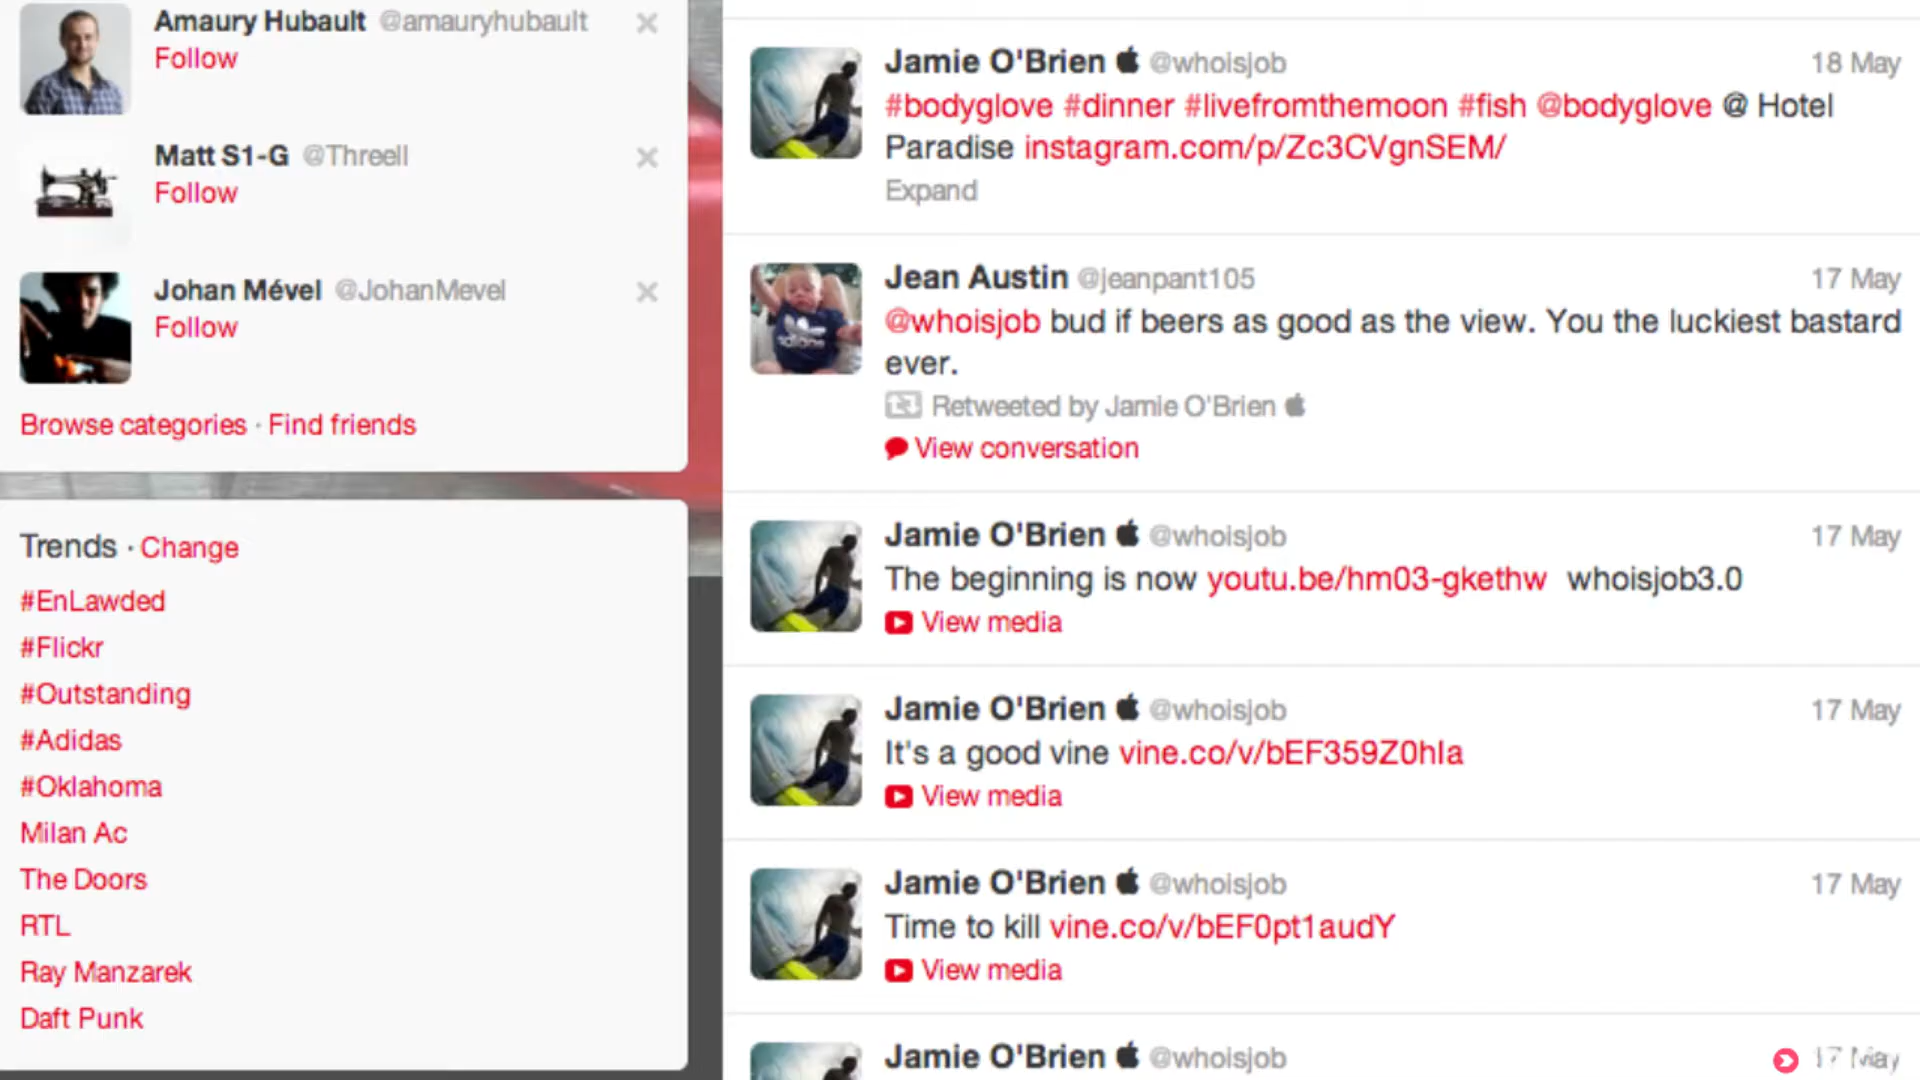 Amaury Hubault @amauryhubault
Follow
Matt S1-G @Threell
Follow
Johan Mével @JohanMevel
Follow
Browse categories · Find friends
Trends · Change
#EnLawded
#Flickr
#Outstanding
#Adidas
#Oklahoma
Milan Ac
The Doors
RTL
Ray Manzarek
Daft Punk
Jamie O'Brien @whoisjob 18 May
#bodyglove #dinner #livefromthemoon #fish @bodyglove @ Hotel
Paradise instagram.com/p/Zc3CVgnSEM/
Expand
Jean Austin @jeanpant105 17 May
@whoisjob bud if beers as good as the view. You the luckiest bastard
ever.
Retweeted by Jamie O'Brien
View conversation
Jamie O'Brien @whoisjob 17 May
The beginning is now youtu.be/hm03-gkethw whoisjob3.0
View media
Jamie O'Brien @whoisjob 17 May
It's a good vine vine.co/v/bEF359Z0hIa
View media
Jamie O'Brien @whoisjob 17 May
Time to kill vine.co/v/bEF0pt1audY
View media
Jamie O'Brien @whoisjob 17 May